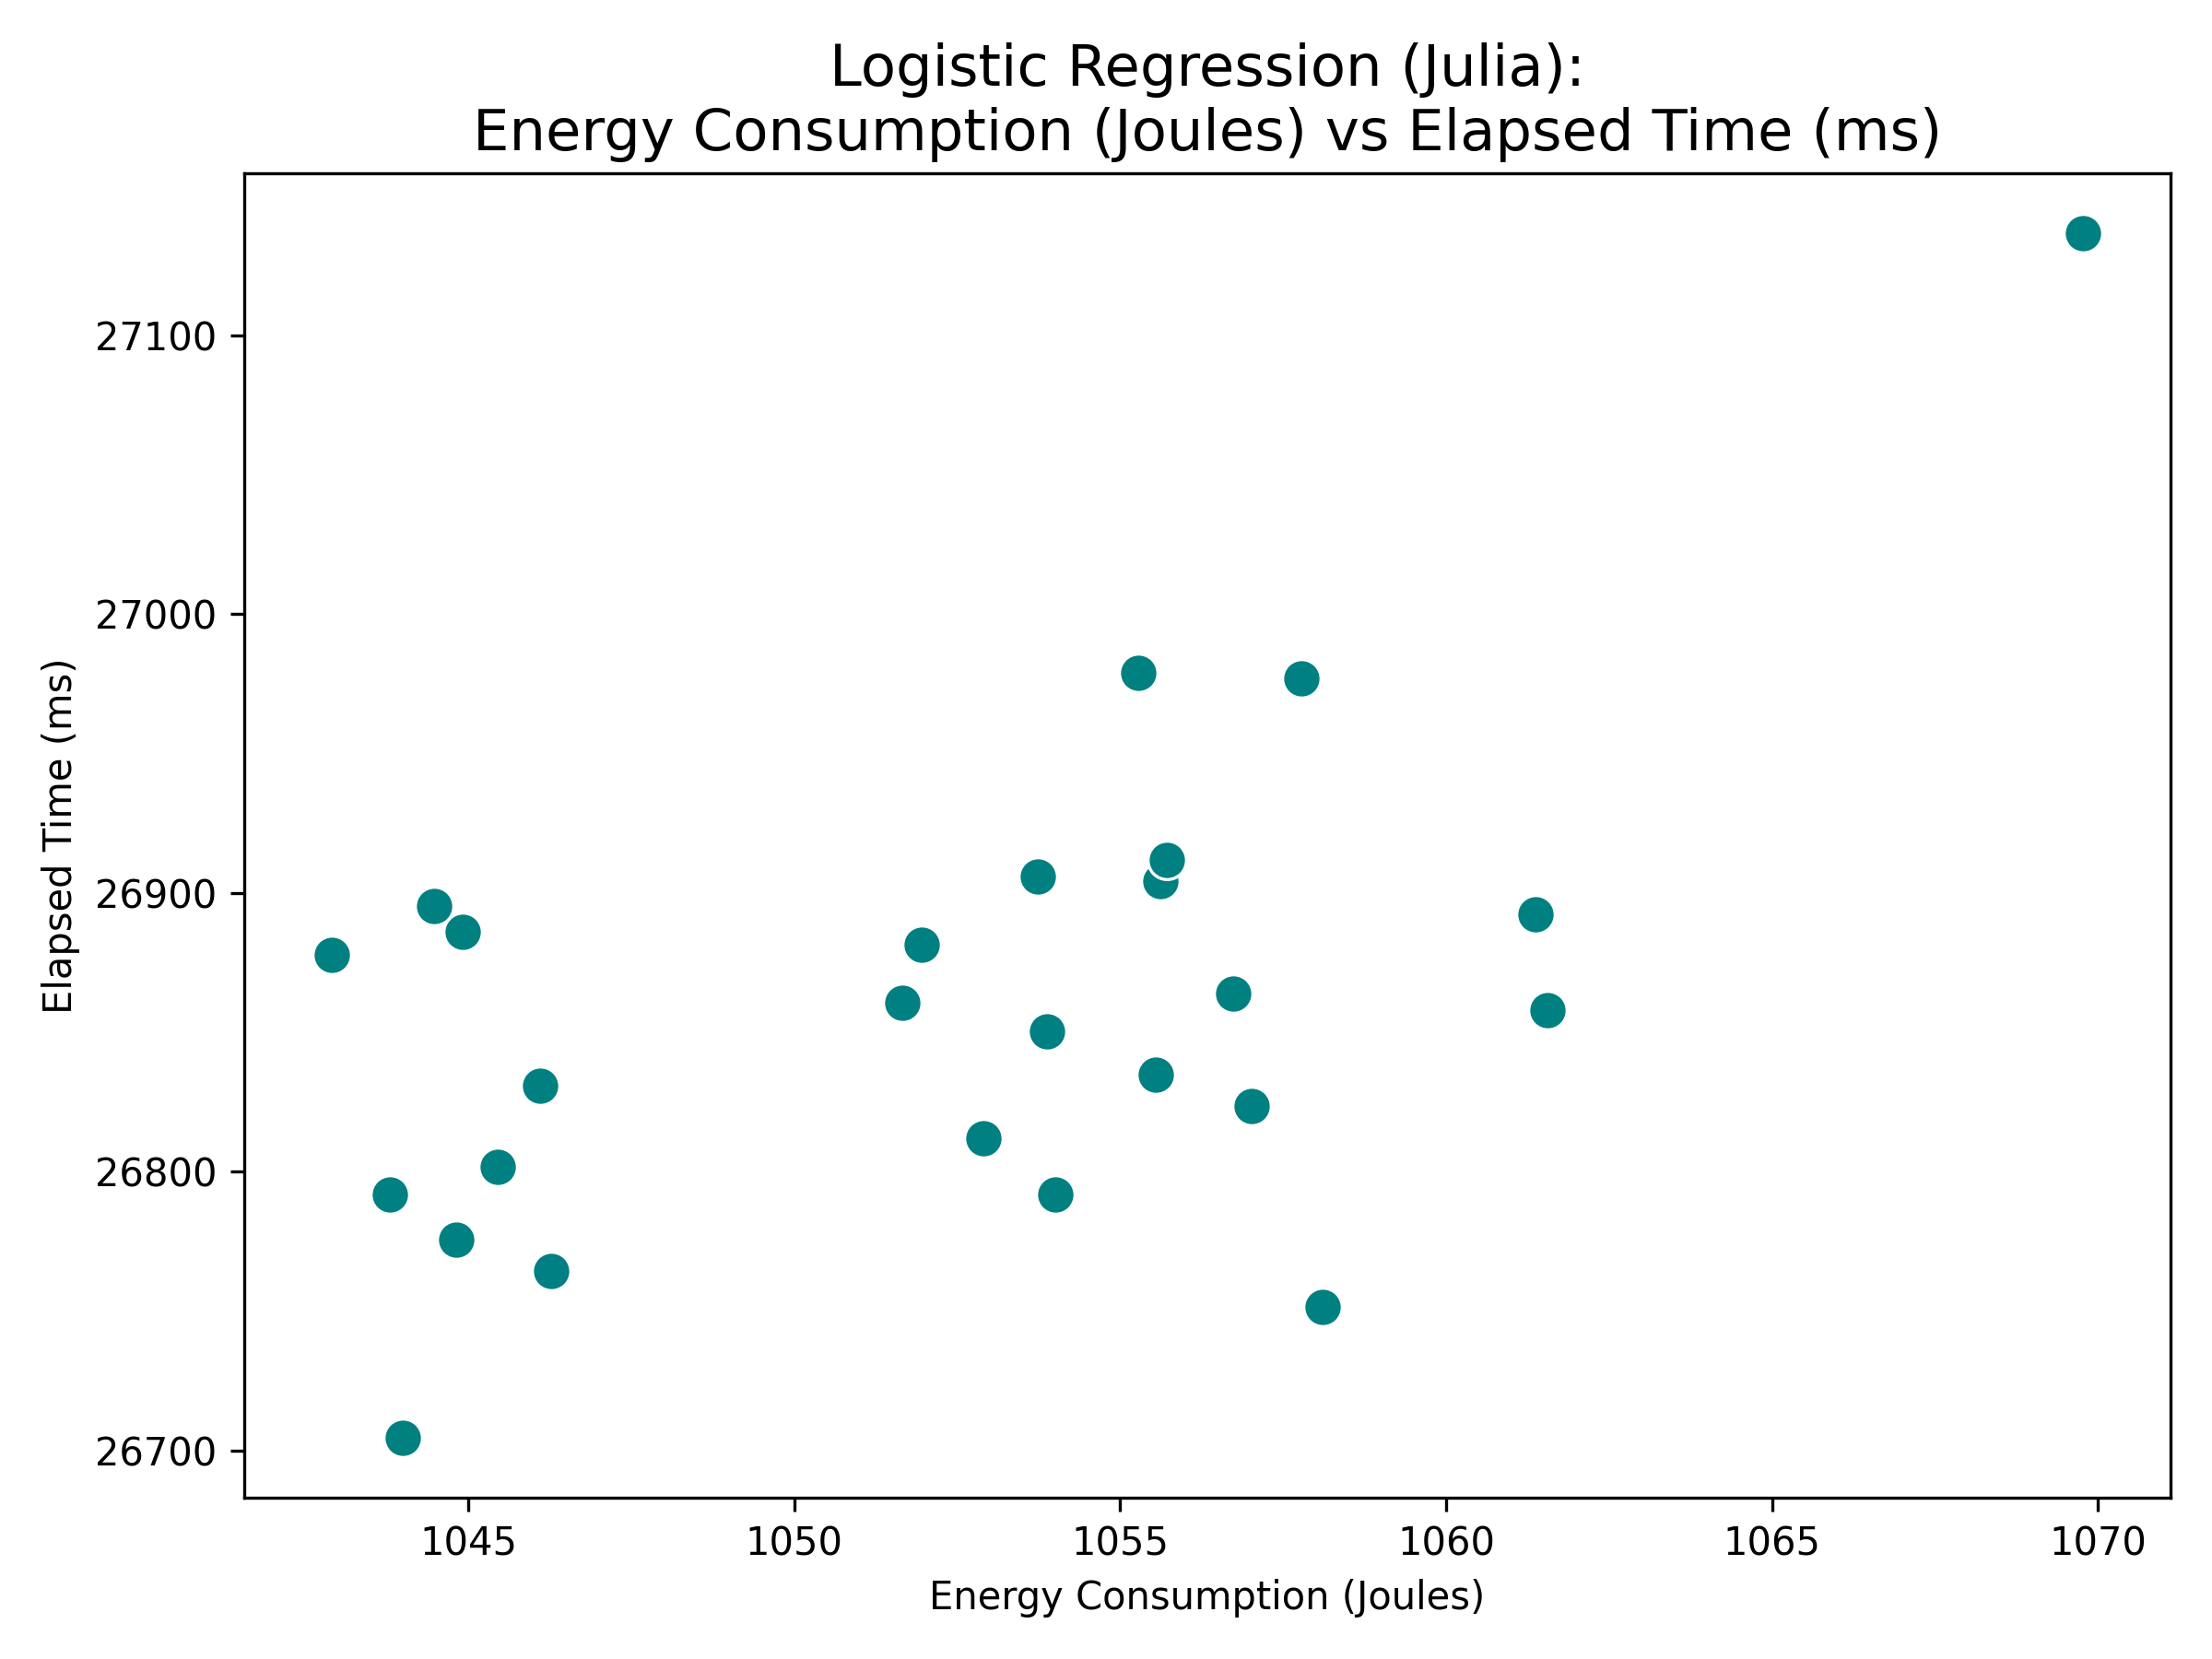 Logistic Regression (Julia):
Energy Consumption (Joules) vs Elapsed Time (ms)
27100
27000
26900
26800
26700
Elapsed Time (ms)
1045
1050
1055
1060
1065
1070
Energy Consumption (Joules)